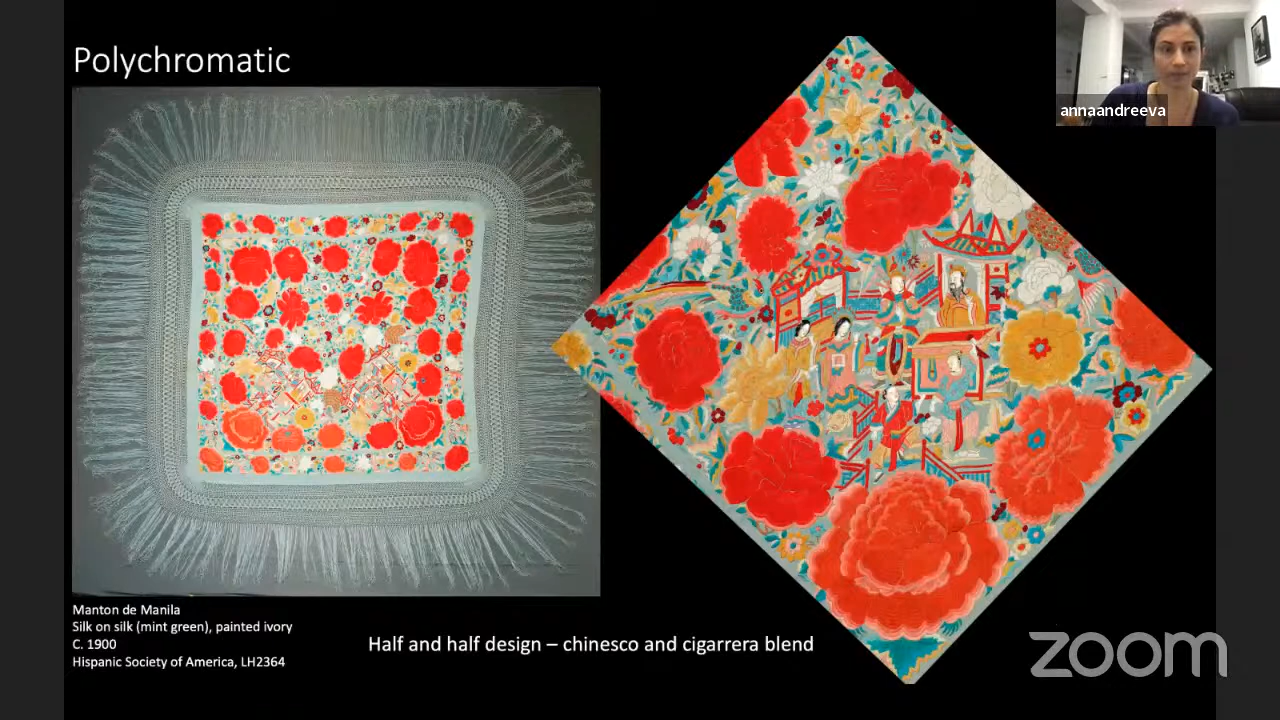 Polychromatic
annaandreeva
Manton de Manila
Silk on silk (mint green), painted ivory
C. 1900
Hispanic Society of America, LH2364
Half and half design – chinesco and cigarrera blend
zoom